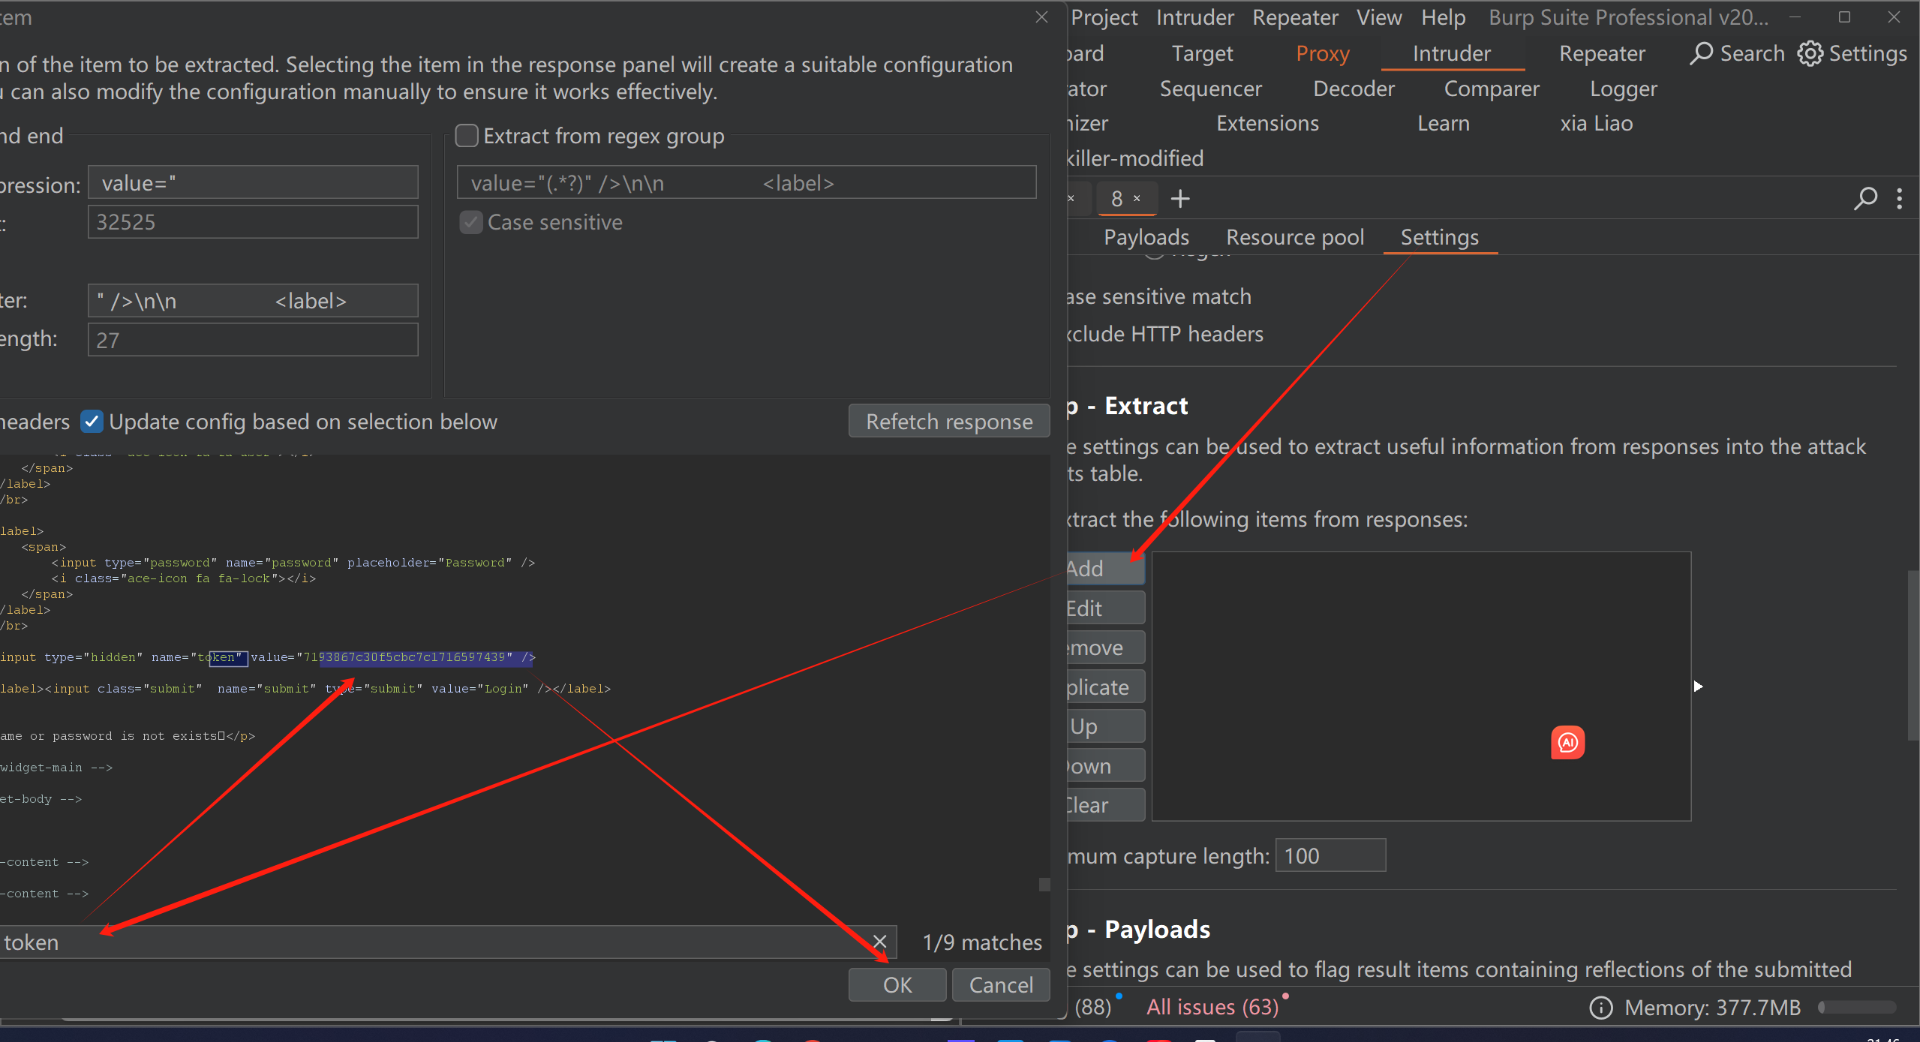 tem
n of the item to be extracted. Selecting the item in the response panel will create a suitable configuration
u can also modify the configuration manually to ensure it works effectively.
nd end
Extract from regex group
pression: value="
value="(.*?)" />\n\n <label>
t: 32525
Case sensitive
ter: " />\n\n <label>
ength: 27
headers Update config based on selection below
Refetch response
</span>
/label>
/br>
label>
<span>
<input type="password" name="password" placeholder="Password" />
<i class="ace-icon fa fa-lock"></i>
</span>
/label>
/br>
input type="hidden" name="token" value="7193867c30f5cbc7c1716597439" />
label><input class="submit" name="submit" type="submit" value="Login" /></label>
ame or password is not exists</p>
widget-main -->
et-body -->
-content -->
-content -->
token
1/9 matches
OK
Cancel
Project Intruder Repeater View Help Burp Suite Professional v20...
oard Target Proxy Intruder Repeater Search Settings
ator Sequencer Decoder Comparer Logger
nizer Extensions Learn xia Liao
killer-modified
8 × +
Payloads Resource pool Settings
ase sensitive match
xclude HTTP headers
p - Extract
e settings can be used to extract useful information from responses into the attack
ts table.
xtract the following items from responses:
Add
Edit
emove
plicate
Up
Down
Clear
AI
mum capture length: 100
p - Payloads
e settings can be used to flag result items containing reflections of the submitted
(88) All issues (63) Memory: 377.7MB